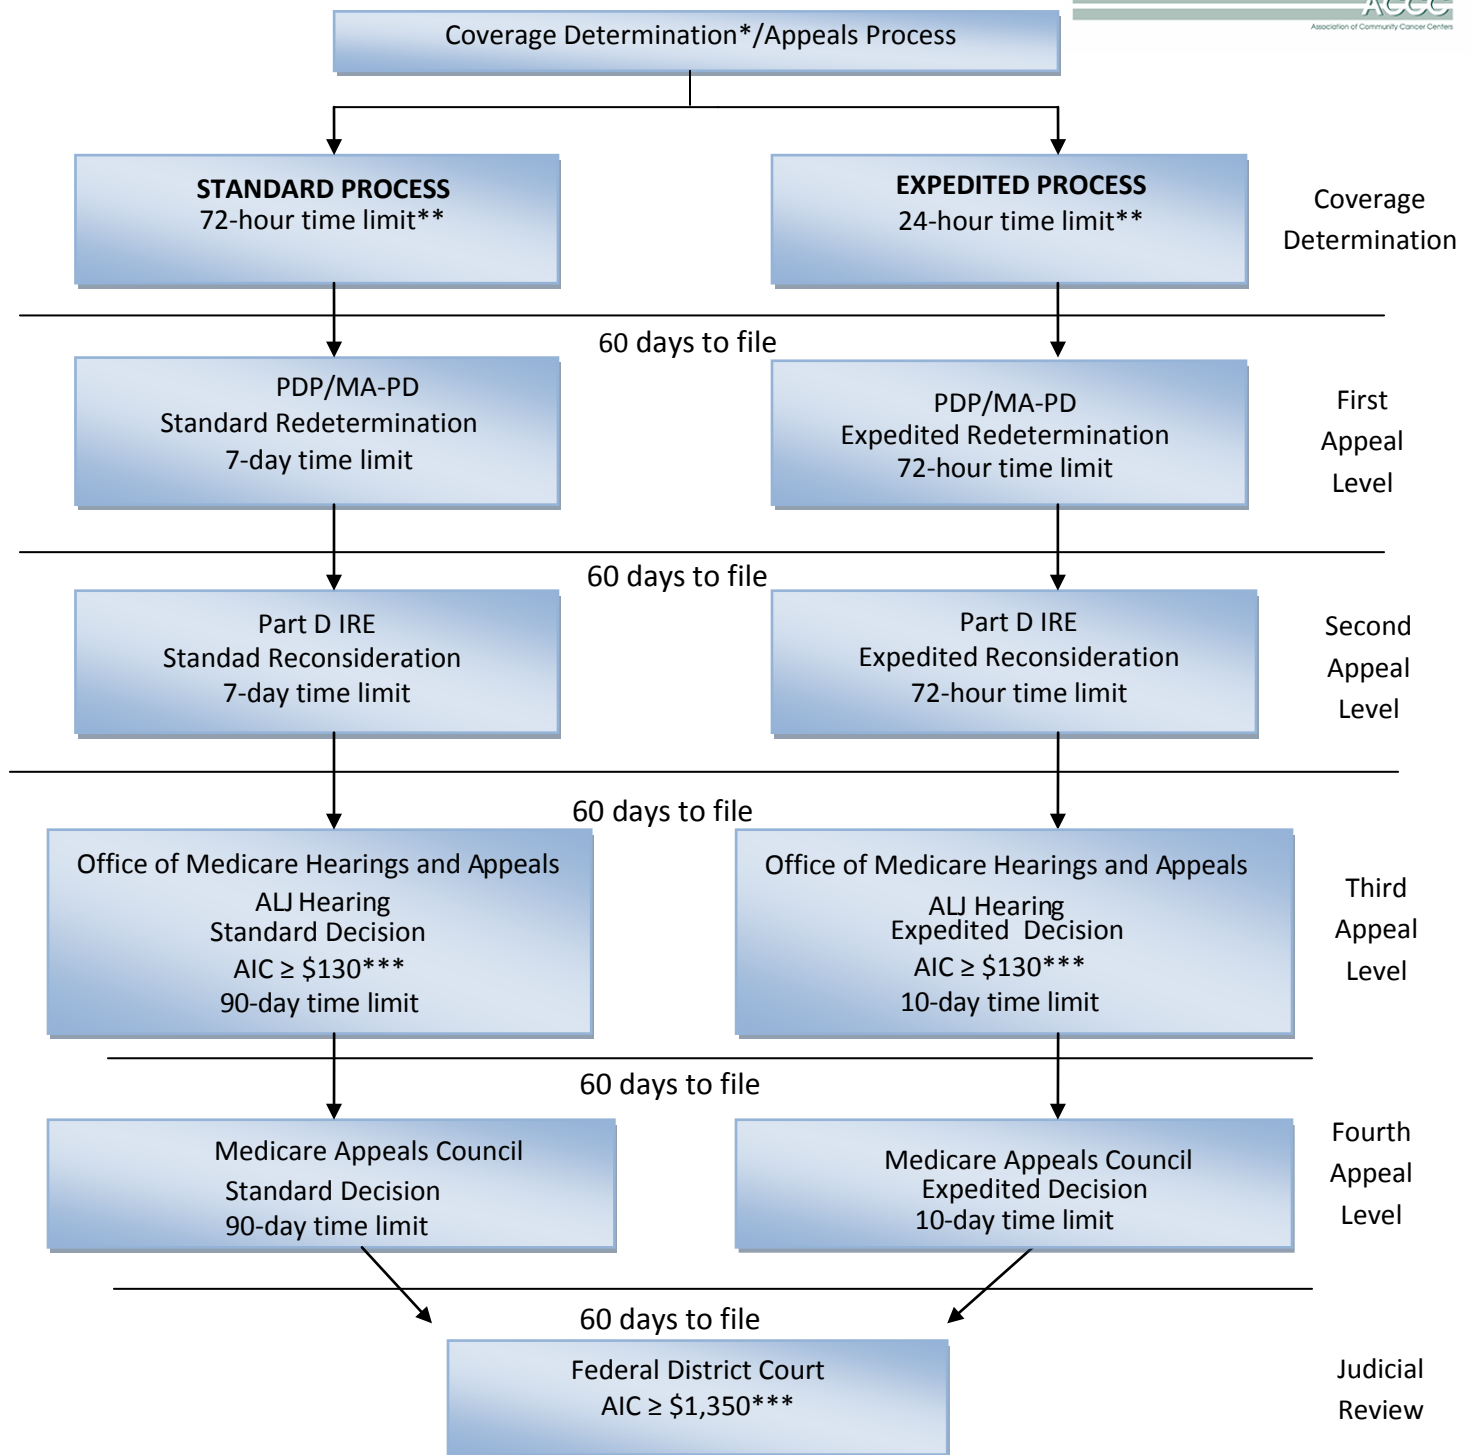 ACCC
Association of Community Cancer Centers
Coverage Determination*/Appeals Process
STANDARD PROCESS
72-hour time limit**
EXPEDITED PROCESS
24-hour time limit**
Coverage
Determination
60 days to file
PDP/MA-PD
Standard Redetermination
7-day time limit
PDP/MA-PD
Expedited Redetermination
72-hour time limit
First
Appeal
Level
60 days to file
Part D IRE
Standad Reconsideration
7-day time limit
Part D IRE
Expedited Reconsideration
72-hour time limit
Second
Appeal
Level
60 days to file
Office of Medicare Hearings and Appeals
ALJ Hearing
Standard Decision
AIC ≥ $130***
90-day time limit
Office of Medicare Hearings and Appeals
ALJ Hearing
Expedited Decision
AIC ≥ $130***
10-day time limit
Third
Appeal
Level
60 days to file
Medicare Appeals Council
Standard Decision
90-day time limit
Medicare Appeals Council
Expedited Decision
10-day time limit
Fourth
Appeal
Level
60 days to file
Federal District Court
AIC ≥ $1,350***
Judicial
Review